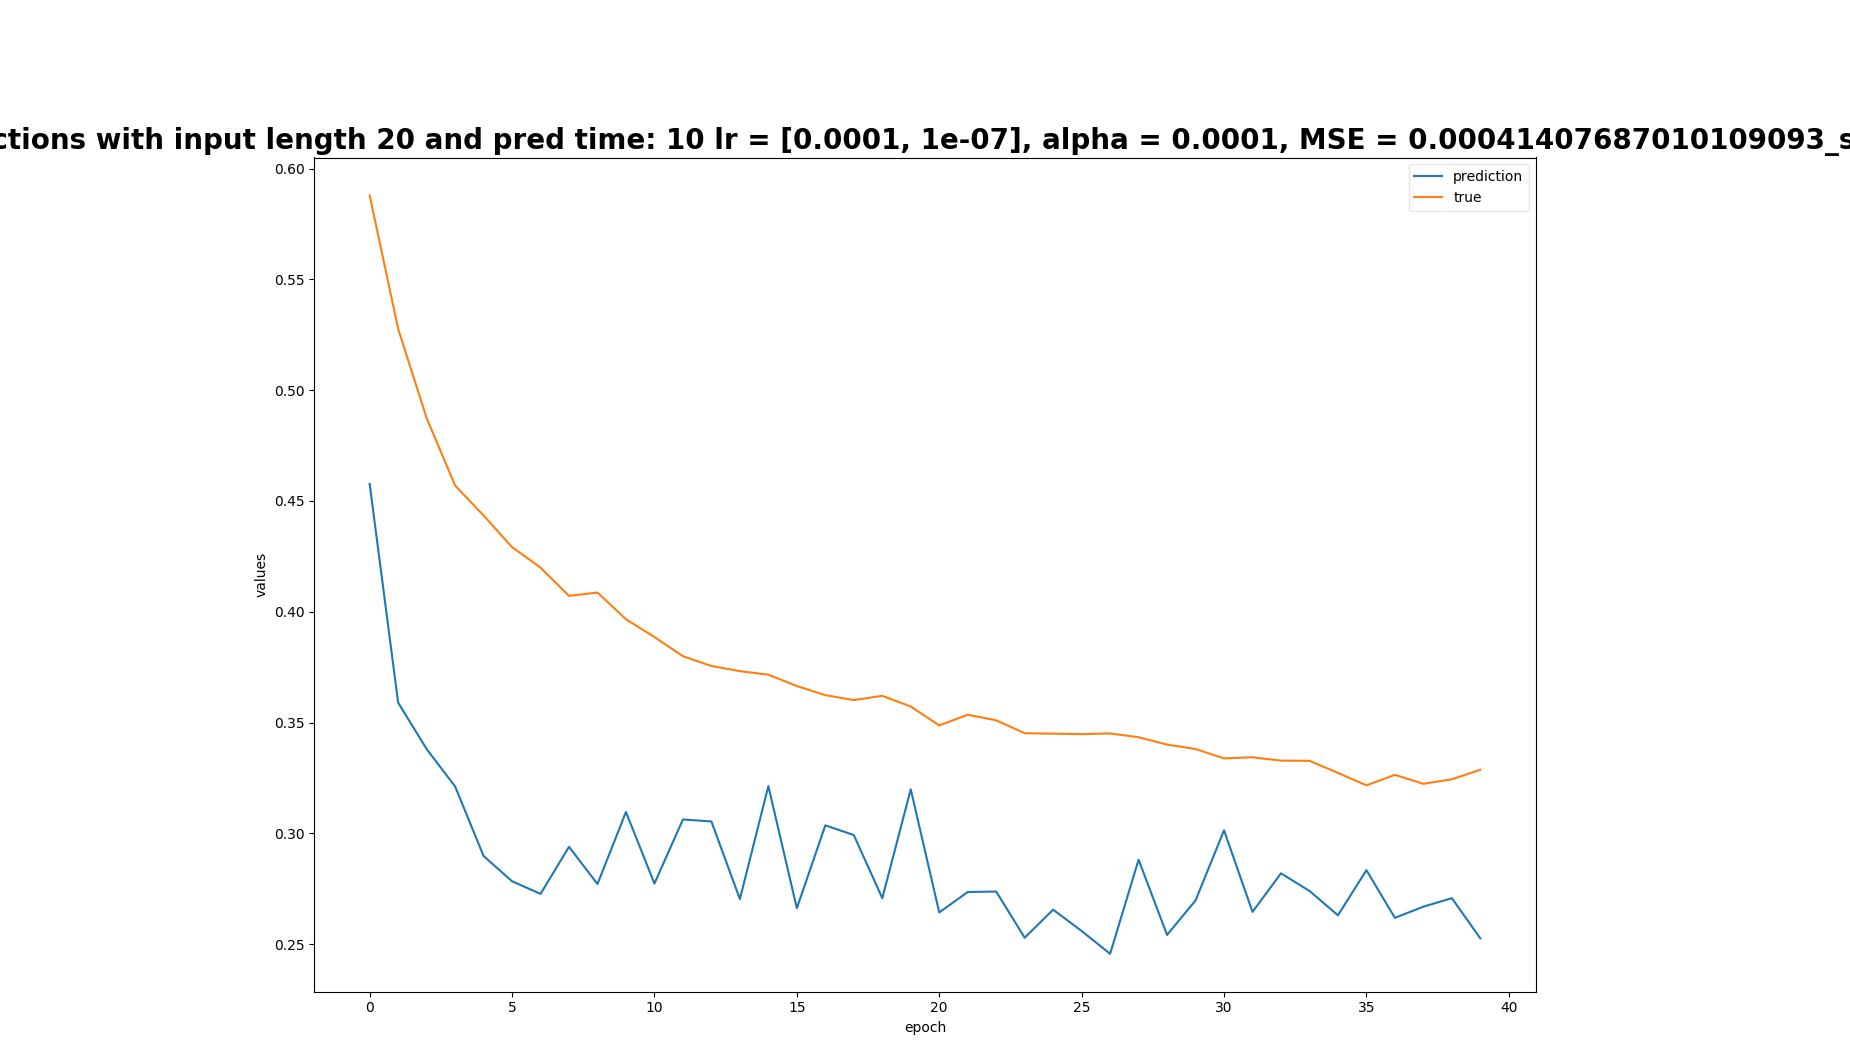 ctions with input length 20 and pred time: 10 lr = [0.0001, 1e-07], alpha = 0.0001, MSE = 0.00041407687010109093_s
prediction
true
0.60
0.55
0.50
0.45
0.40
0.35
0.30
0.25
values
0 5 10 15 20 25 30 35 40
epoch